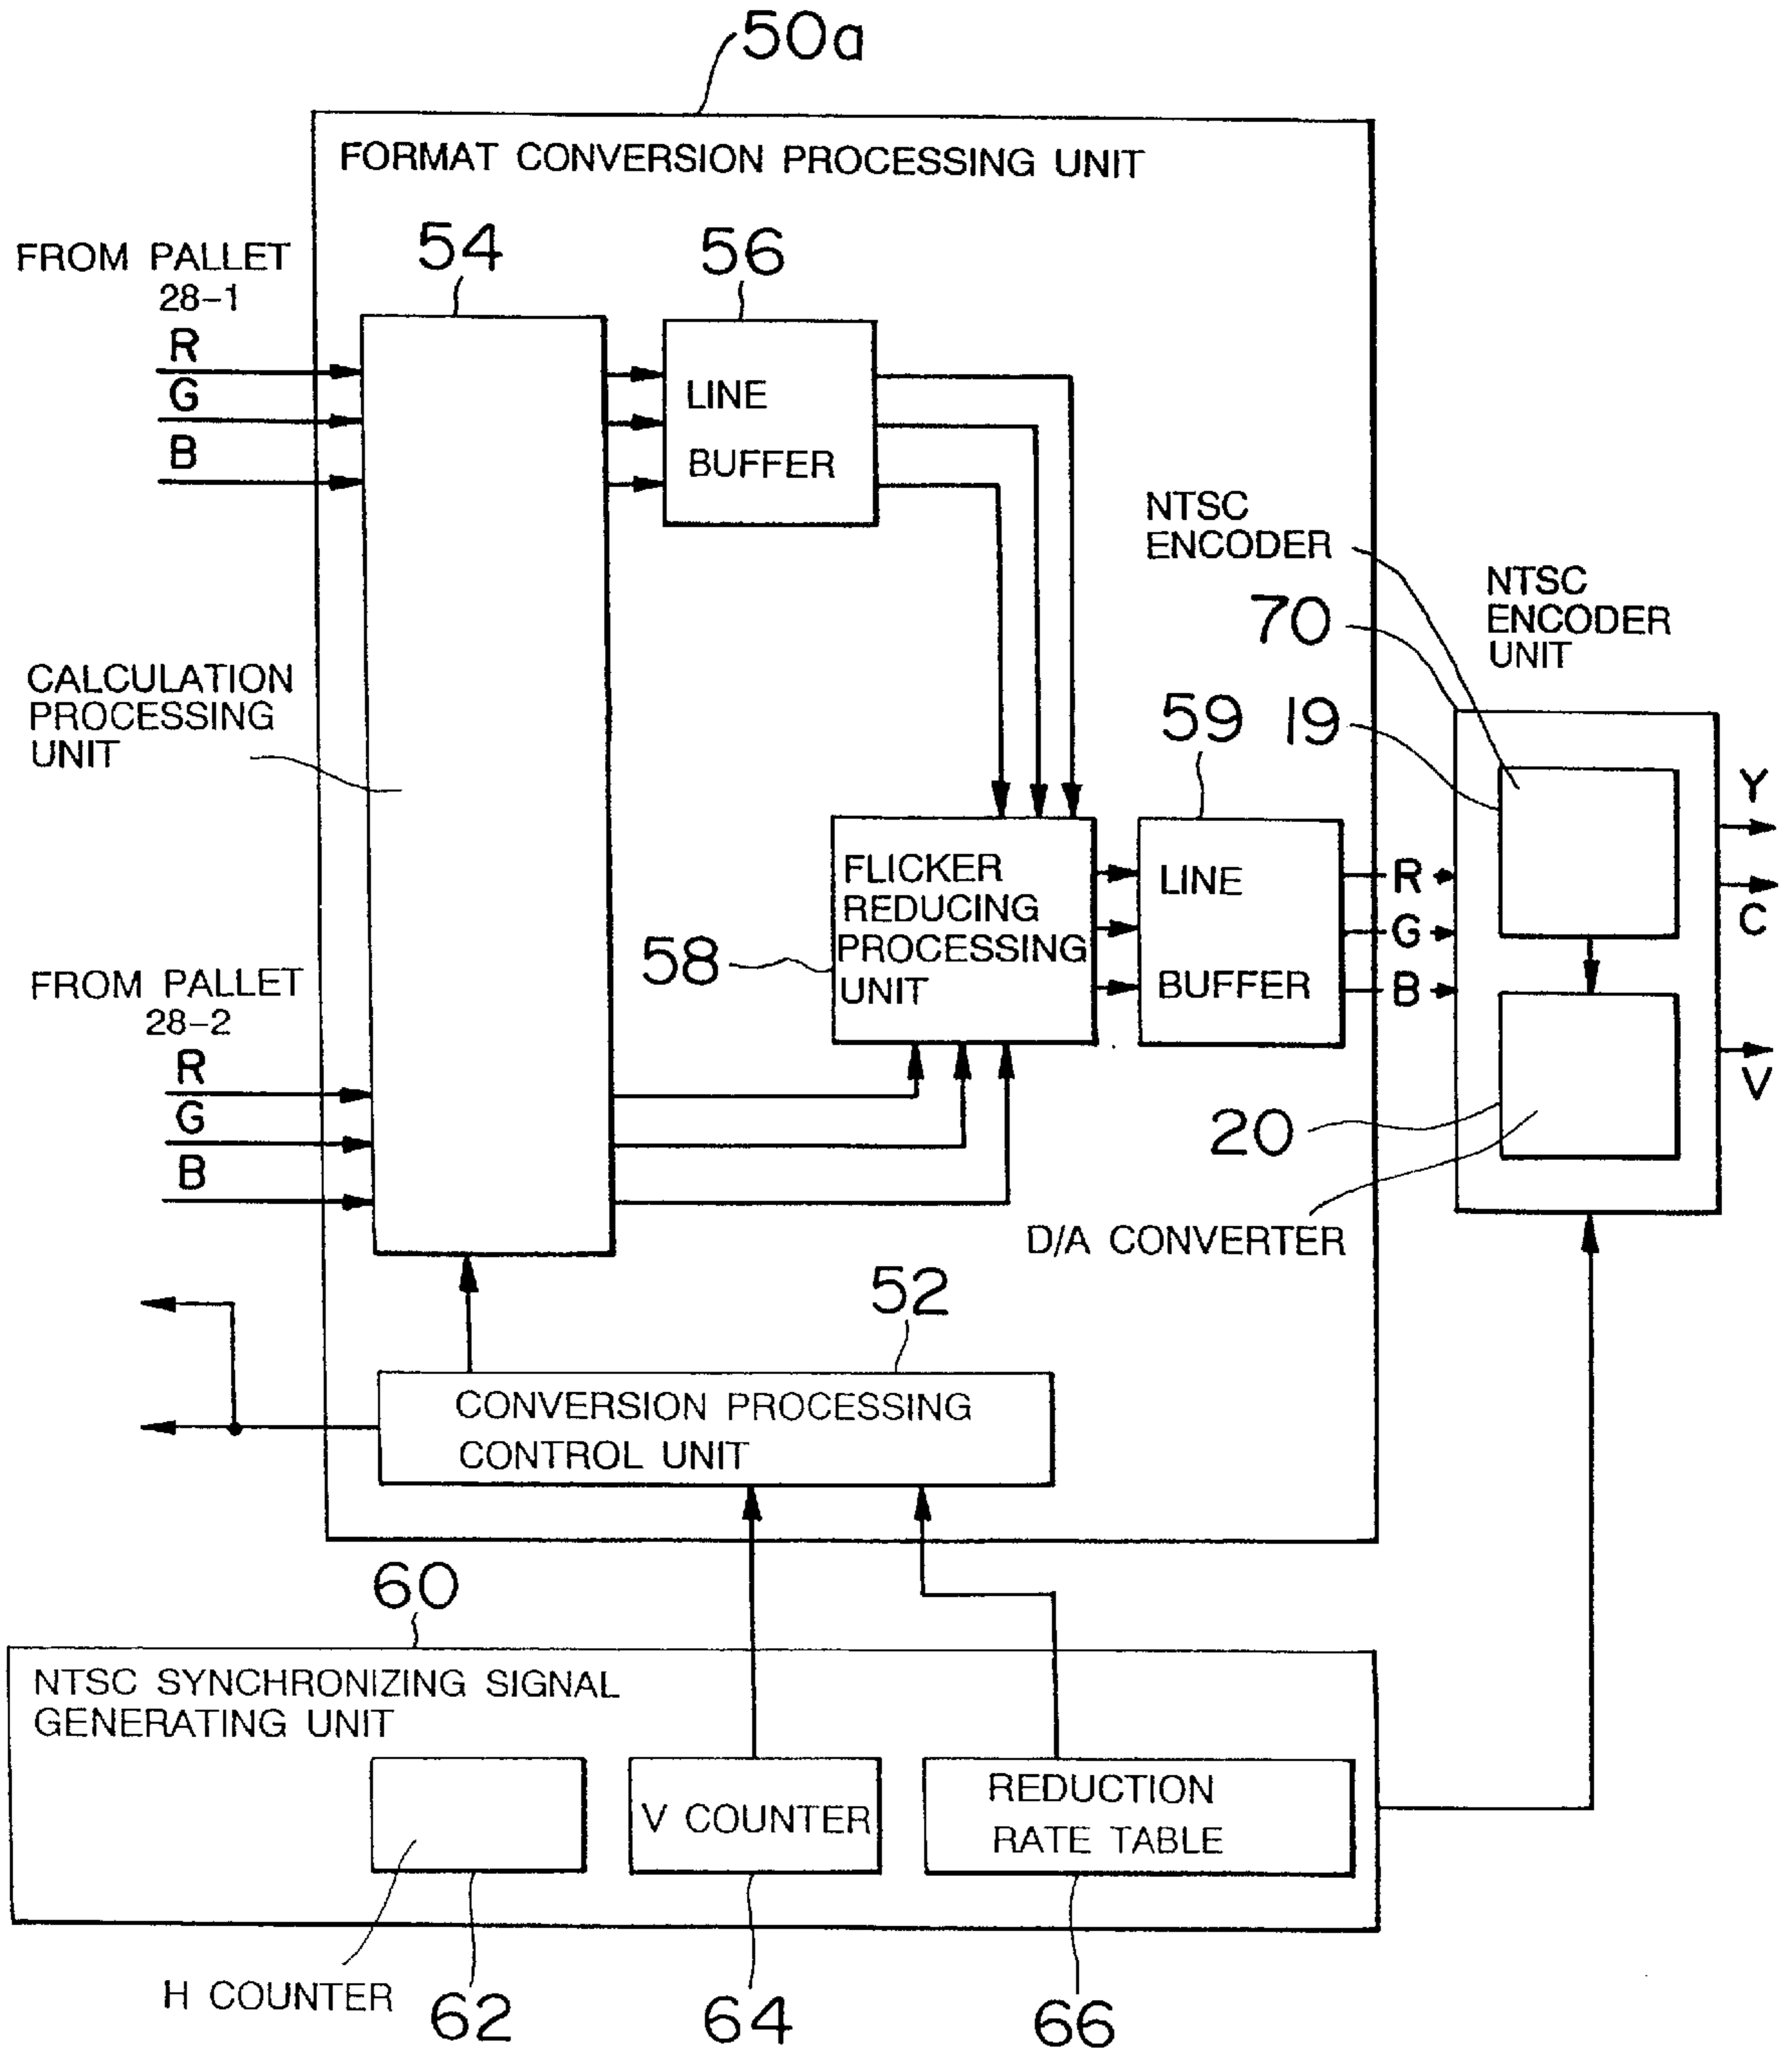 50a
FORMAT CONVERSION PROCESSING UNIT
FROM PALLET
28-1
54
56
R
G
B
LINE
BUFFER
NTSC
ENCODER
NTSC
ENCODER
UNIT
70
CALCULATION
PROCESSING
UNIT
59
19
Y
FLICKER
REDUCING
PROCESSING
UNIT
58
LINE
BUFFER
R
G
B
C
FROM PALLET
28-2
R
G
B
V
20
D/A CONVERTER
52
CONVERSION PROCESSING
CONTROL UNIT
60
NTSC SYNCHRONIZING SIGNAL
GENERATING UNIT
V COUNTER
REDUCTION
RATE TABLE
H COUNTER
62
64
66